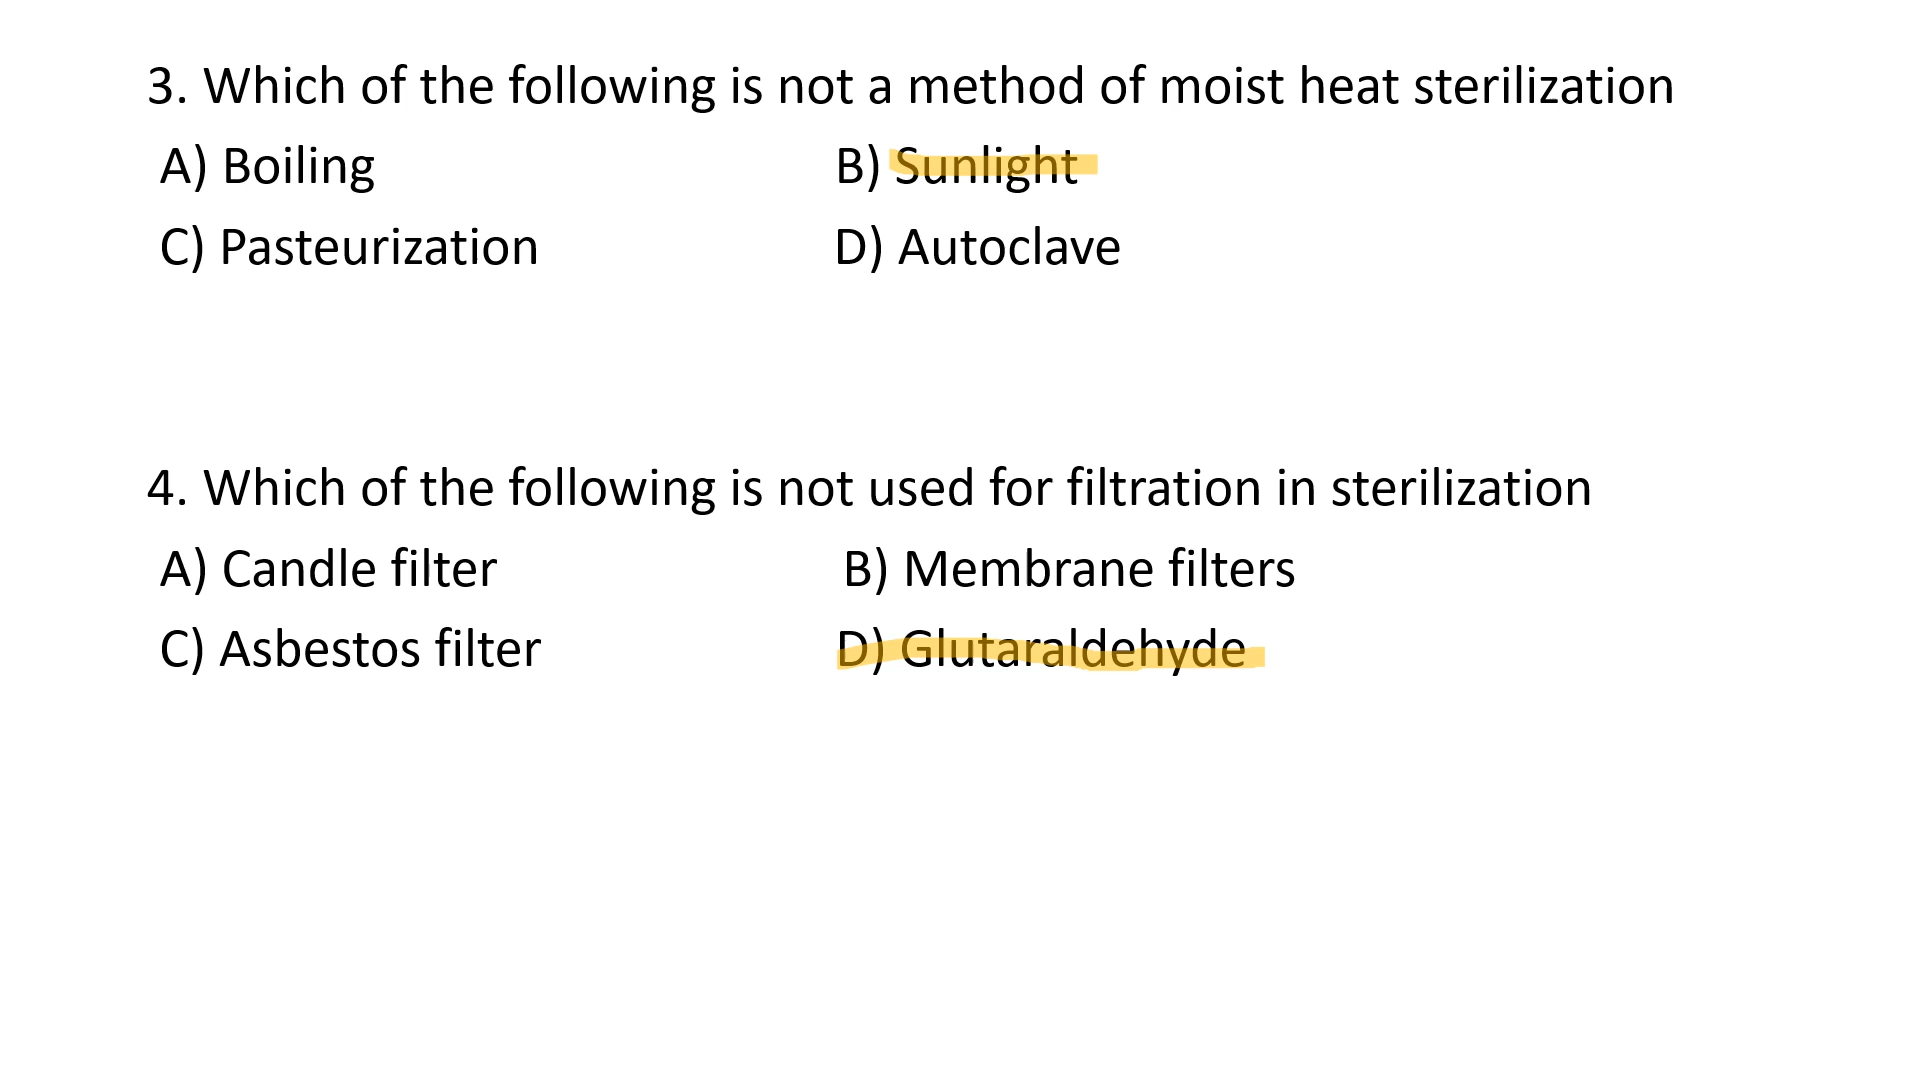 3. Which of the following is not a method of moist heat sterilization
A) Boiling B) Sunlight
C) Pasteurization D) Autoclave
4. Which of the following is not used for filtration in sterilization
A) Candle filter B) Membrane filters
C) Asbestos filter D) Glutaraldehyde